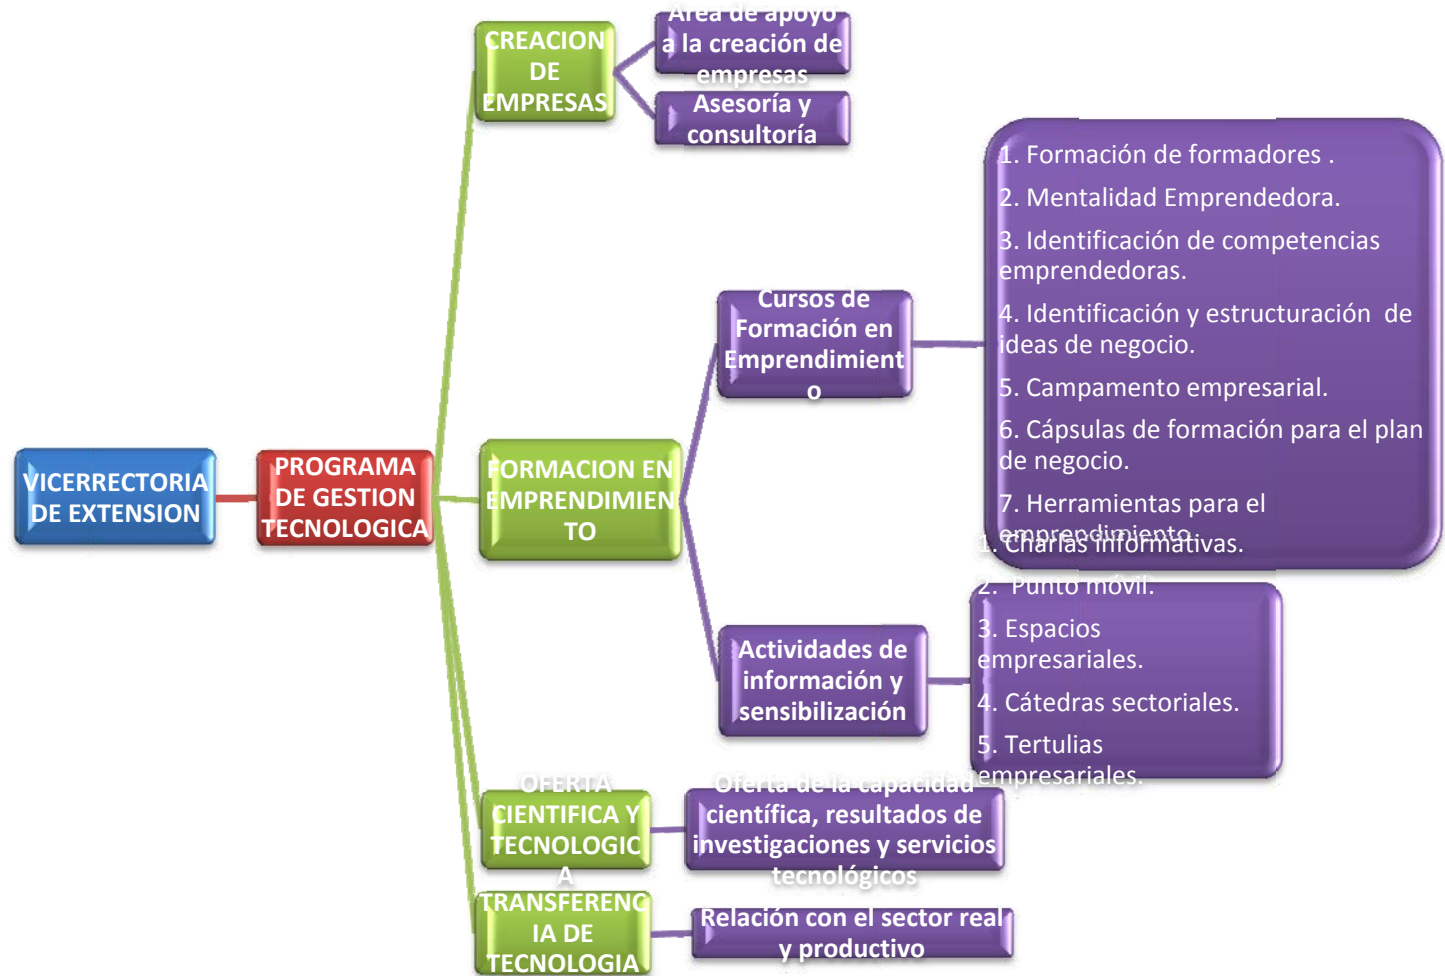 VICERRECTORIA
DE EXTENSION
PROGRAMA
DE GESTION
TECNOLOGICA
CREACION
DE
EMPRESAS
Area de apoyo
a la creación de
empresas
Asesoría y
consultoría
FORMACION EN
EMPRENDIMIEN
TO
Cursos de
Formación en
Emprendimient
o
1. Formación de formadores .
2. Mentalidad Emprendedora.
3. Identificación de competencias
emprendedoras.
4. Identificación y estructuración de
ideas de negocio.
5. Campamento empresarial.
6. Cápsulas de formación para el plan
de negocio.
7. Herramientas para el
emprendimiento.
Actividades de
información y
sensibilización
1. Charlas informativas.
2. Punto móvil.
3. Espacios
empresariales.
4. Cátedras sectoriales.
5. Tertulias
empresariales.
OFERTA
CIENTIFICA Y
TECNOLOGIC
A
Oferta de la capacidad
científica, resultados de
investigaciones y servicios
tecnológicos
TRANSFERENC
IA DE
TECNOLOGIA
Relación con el sector real
y productivo